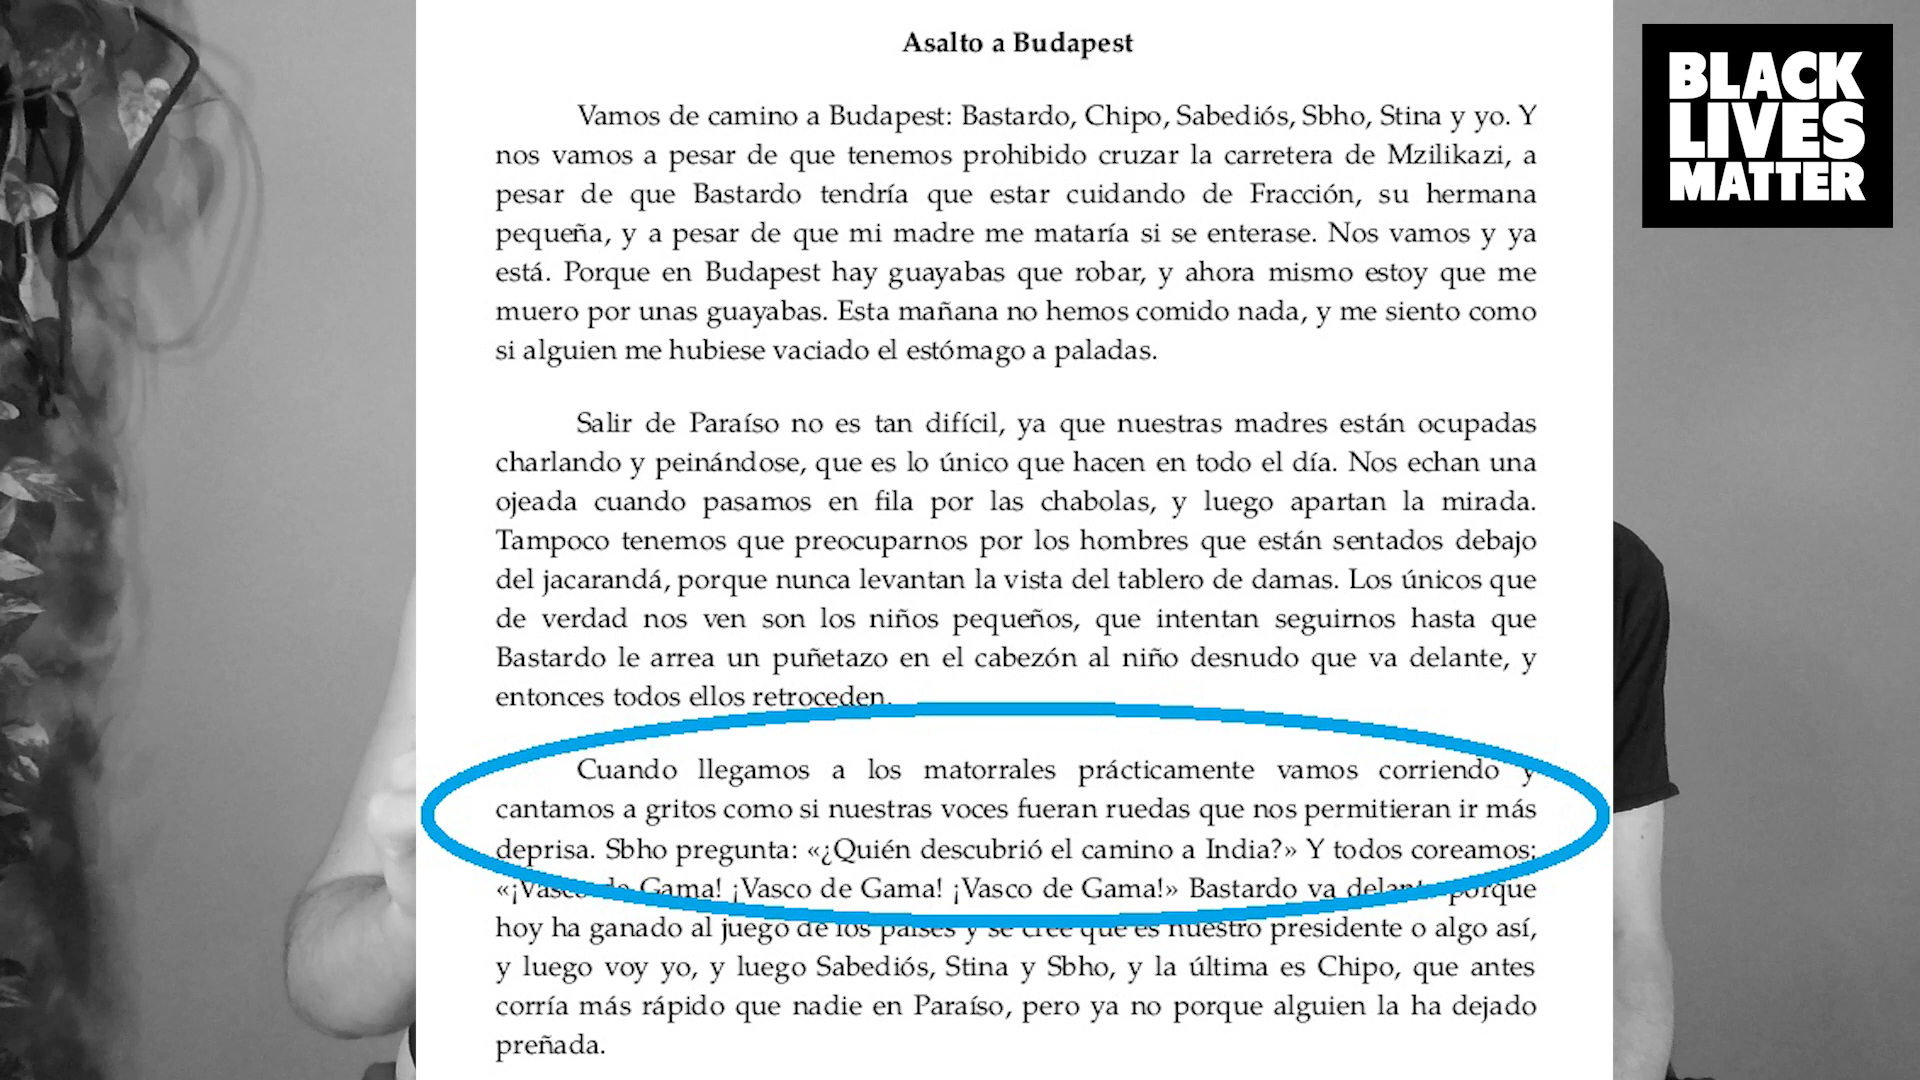 Asalto a Budapest
Vamos de camino a Budapest: Bastardo, Chipo, Sabediós, Sbho, Stina y yo. Y
nos vamos a pesar de que tenemos prohibido cruzar la carretera de Mzilikazi, a
pesar de que Bastardo tendría que estar cuidando de Fracción, su hermana
pequeña, y a pesar de que mi madre me mataría si se enterase. Nos vamos y ya
está. Porque en Budapest hay guayabas que robar, y ahora mismo estoy que me
muero por unas guayabas. Esta mañana no hemos comido nada, y me siento como
si alguien me hubiese vaciado el estómago a paladas.
Salir de Paraíso no es tan difícil, ya que nuestras madres están ocupadas
charlando y peinándose, que es lo único que hacen en todo el día. Nos echan una
ojeada cuando pasamos en fila por las chabolas, y luego apartan la mirada.
Tampoco tenemos que preocuparnos por los hombres que están sentados debajo
del jacarandá, porque nunca levantan la vista del tablero de damas. Los únicos que
de verdad nos ven son los niños pequeños, que intentan seguirnos hasta que
Bastardo le arrea un puñetazo en el cabezón al niño desnudo que va delante, y
entonces todos ellos retroceden.
Cuando llegamos a los matorrales prácticamente vamos corriendo y
cantamos a gritos como si nuestras voces fueran ruedas que nos permitieran ir más
deprisa. Sbho pregunta: «¿Quién descubrió el camino a India?» Y todos coreamos:
«¡Vasco de Gama! ¡Vasco de Gama! ¡Vasco de Gama!» Bastardo va delante porque
hoy ha ganado al juego de los países y se cree que es nuestro presidente o algo así,
y luego voy yo, y luego Sabediós, Stina y Sbho, y la última es Chipo, que antes
corría más rápido que nadie en Paraíso, pero ya no porque alguien la ha dejado
preñada.
BLACK
LIVES
MATTER